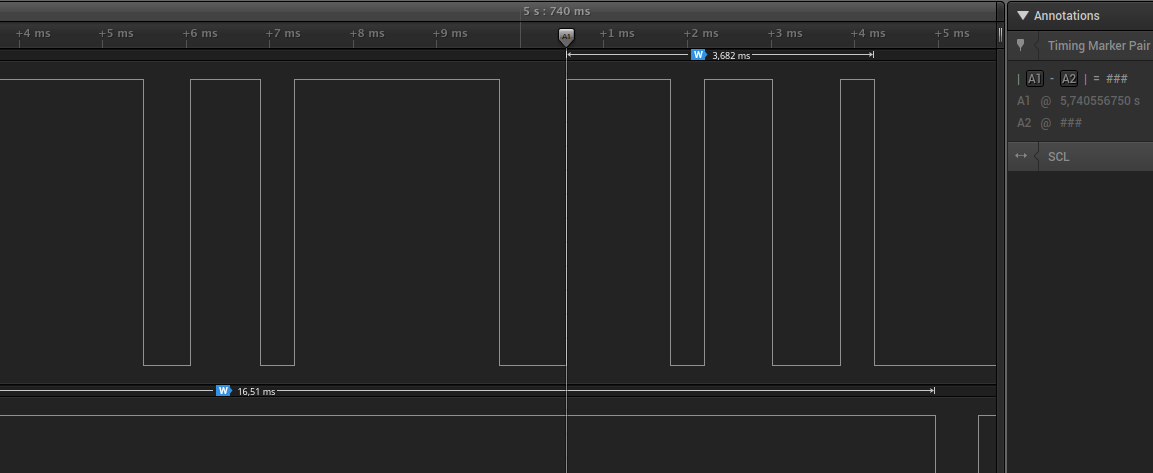 5 s : 740 ms
Annotations
+4 ms +5 ms +6 ms +7 ms +8 ms +9 ms A1 +1 ms +2 ms +3 ms +4 ms +5 ms
Timing Marker Pair
W 3,682 ms
| A1 - A2 | = ###
A1 @ 5,740556750 s
A2 @ ###
SCL
W 16,51 ms